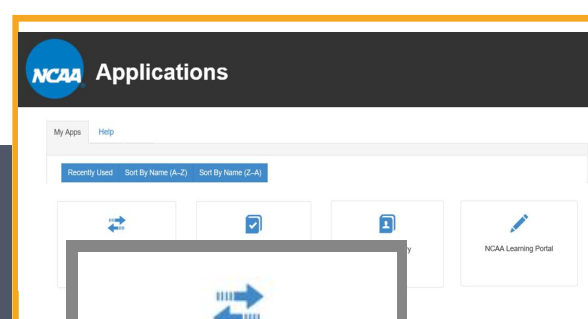 NCAA Applications
My Apps Help
Recently Used Sort By Name (A–Z) Sort By Name (Z–A)
NCAA Learning Portal